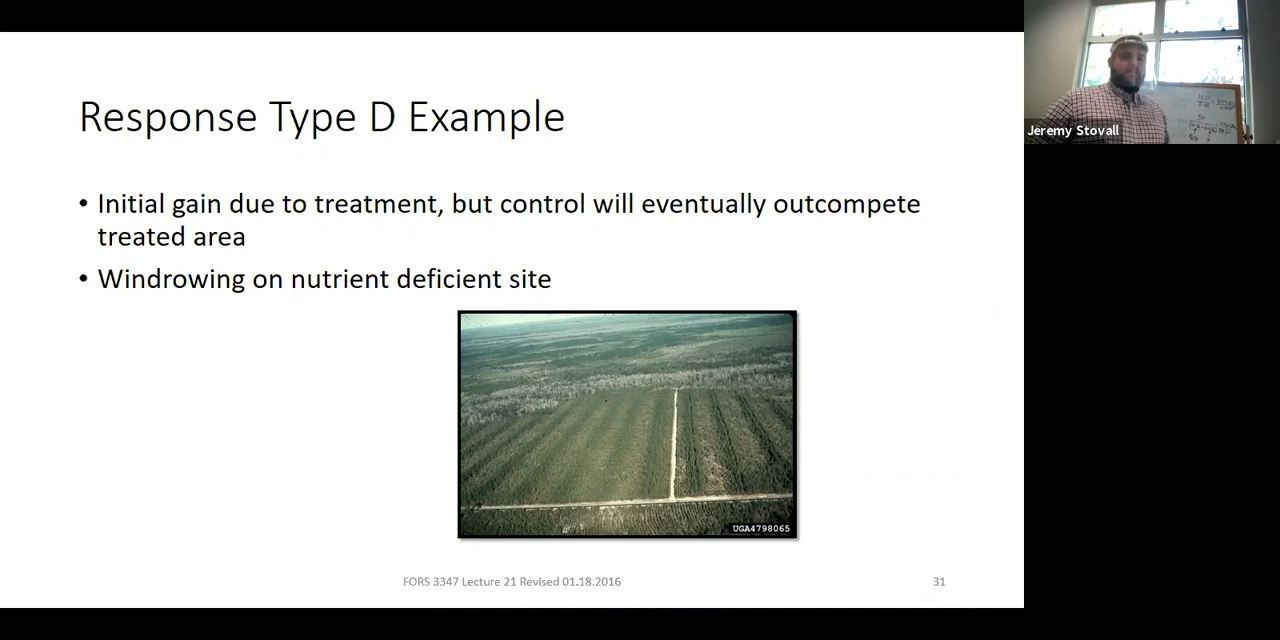 Response Type D Example
• Initial gain due to treatment, but control will eventually outcompete
treated area
• Windrowing on nutrient deficient site
UGA4798065
FORS 3347 Lecture 21 Revised 01.18.2016
31
Jeremy Stovall